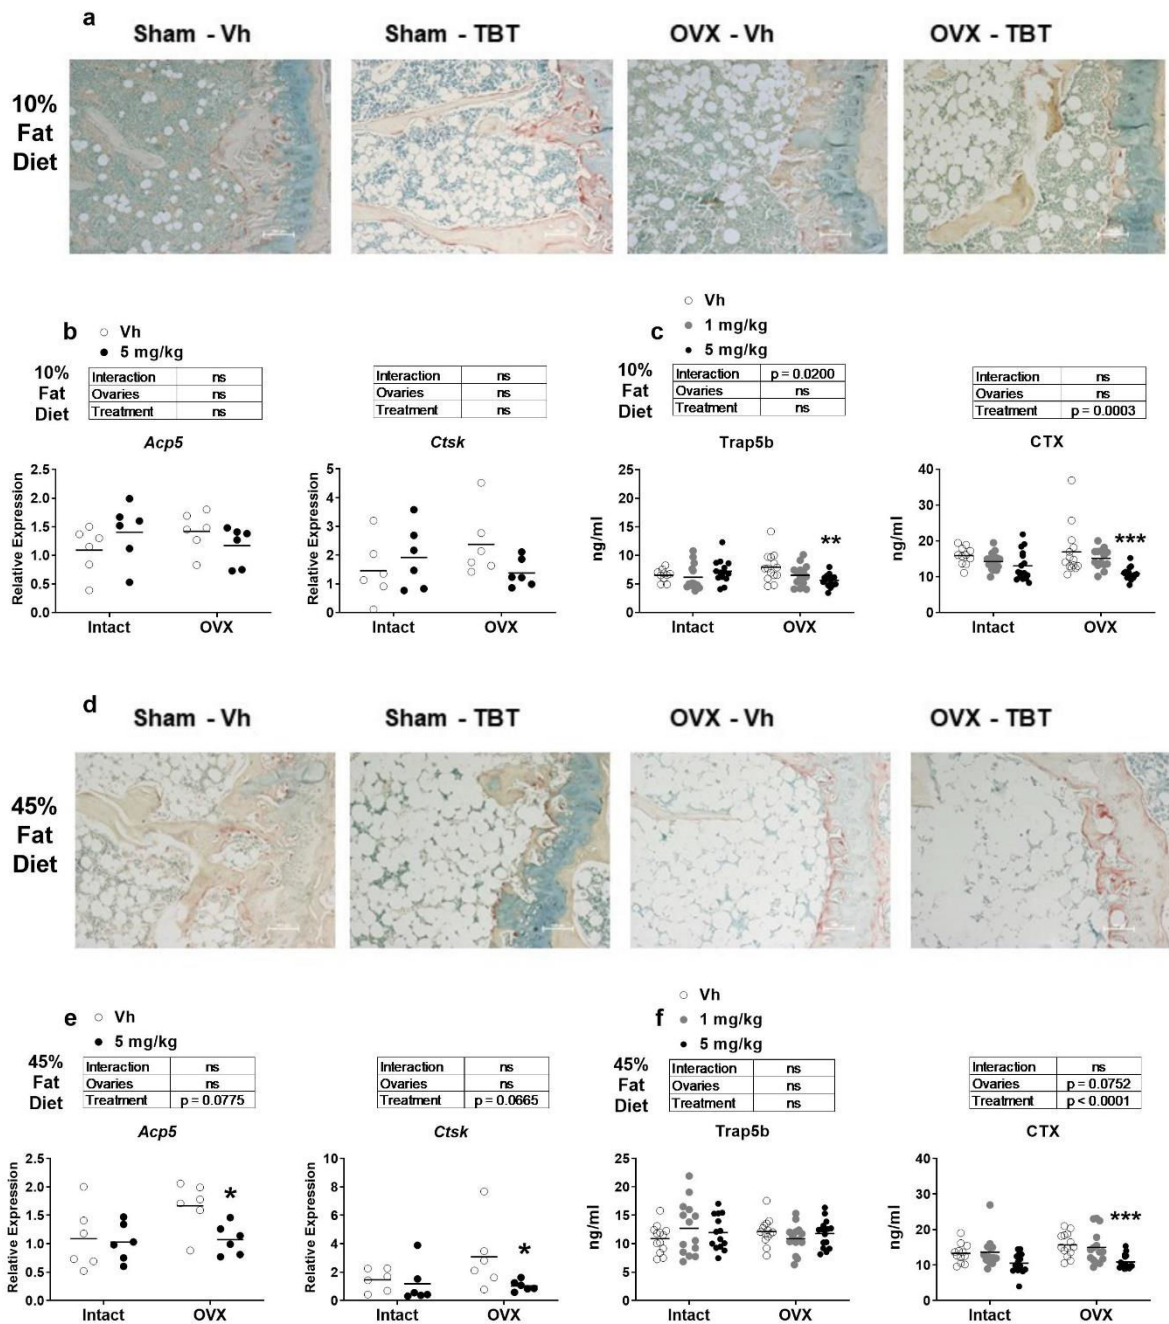 a
Sham - Vh
Sham - TBT
OVX - Vh
OVX - TBT
10%
Fat
Diet
b
Vh
5 mg/kg
10%
Fat
Diet
Interaction ns
Ovaries ns
Treatment ns
Interaction ns
Ovaries ns
Treatment ns
c
Vh
1 mg/kg
5 mg/kg
10%
Fat
Diet
Interaction p = 0.0200
Ovaries ns
Treatment ns
Interaction ns
Ovaries ns
Treatment p = 0.0003
Acp5
Relative Expression
2.5
2.0
1.5
1.0
0.5
0.0
Intact OVX
Ctsk
Relative Expression
5
4
3
2
1
0
Intact OVX
Trap5b
ng/ml
25
20
15
10
5
0
**
Intact OVX
CTX
ng/ml
40
30
20
10
0
***
Intact OVX
d
Sham - Vh
Sham - TBT
OVX - Vh
OVX - TBT
45%
Fat
Diet
e
Vh
5 mg/kg
45%
Fat
Diet
Interaction ns
Ovaries ns
Treatment p = 0.0775
Interaction ns
Ovaries ns
Treatment p = 0.0665
f
Vh
1 mg/kg
5 mg/kg
45%
Fat
Diet
Interaction ns
Ovaries ns
Treatment ns
Interaction ns
Ovaries p = 0.0752
Treatment p < 0.0001
Acp5
Relative Expression
2.5
2.0
1.5
1.0
0.5
0.0
*
Intact OVX
Ctsk
Relative Expression
10
8
6
4
2
0
*
Intact OVX
Trap5b
ng/ml
25
20
15
10
5
0
Intact OVX
CTX
ng/ml
40
30
20
10
0
***
Intact OVX